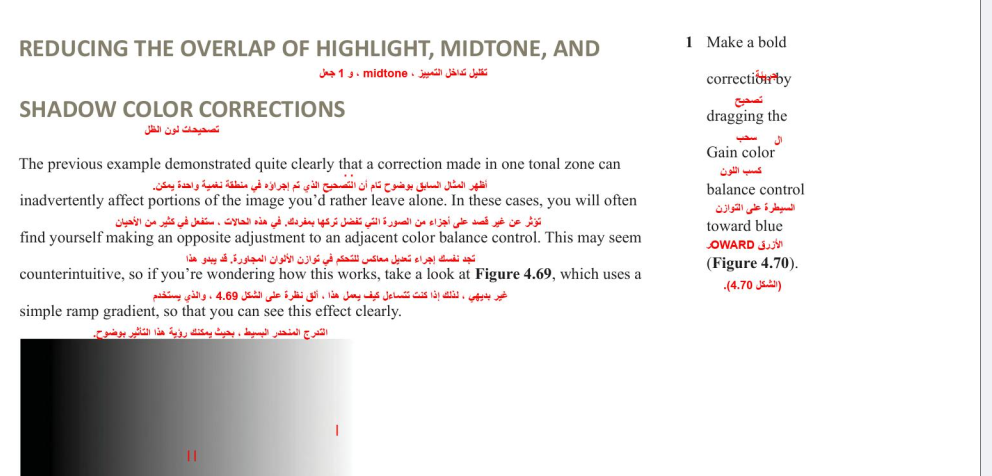 REDUCING THE OVERLAP OF HIGHLIGHT, MIDTONE, AND
تقليل تداخل التمييز ، midtone ، و 1 جعل
SHADOW COLOR CORRECTIONS
تصحيحات لون الظل
The previous example demonstrated quite clearly that a correction made in one tonal zone can
أظهر المثال السابق بوضوح تام أن التصحيح الذي تم إجراؤه في منطقة نغمية واحدة يمكن.
inadvertently affect portions of the image you’d rather leave alone. In these cases, you will often
تؤثر عن غير قصد على أجزاء من الصورة التي تفضل تركها بمفردك. في هذه الحالات ، ستفعل في كثير من الأحيان
find yourself making an opposite adjustment to an adjacent color balance control. This may seem
تجد نفسك إجراء تعديل معاكس للتحكم في توازن الألوان المجاورة. قد يبدو هذا
counterintuitive, so if you’re wondering how this works, take a look at Figure 4.69, which uses a
غير بديهي ، لذلك إذا كنت تتساءل كيف يعمل هذا ، ألق نظرة على الشكل 4.69 ، والذي يستخدم
simple ramp gradient, so that you can see this effect clearly.
التدرج المنحدر البسيط ، بحيث يمكنك رؤية هذا التأثير بوضوح.
1 Make a bold
correction by
جريئة
تصحيح
dragging the
ال سحب
Gain color
كسب اللون
balance control
السيطرة على التوازن
toward blue
الأزرق OWARD.
(Figure 4.70).
(الشكل 4.70).